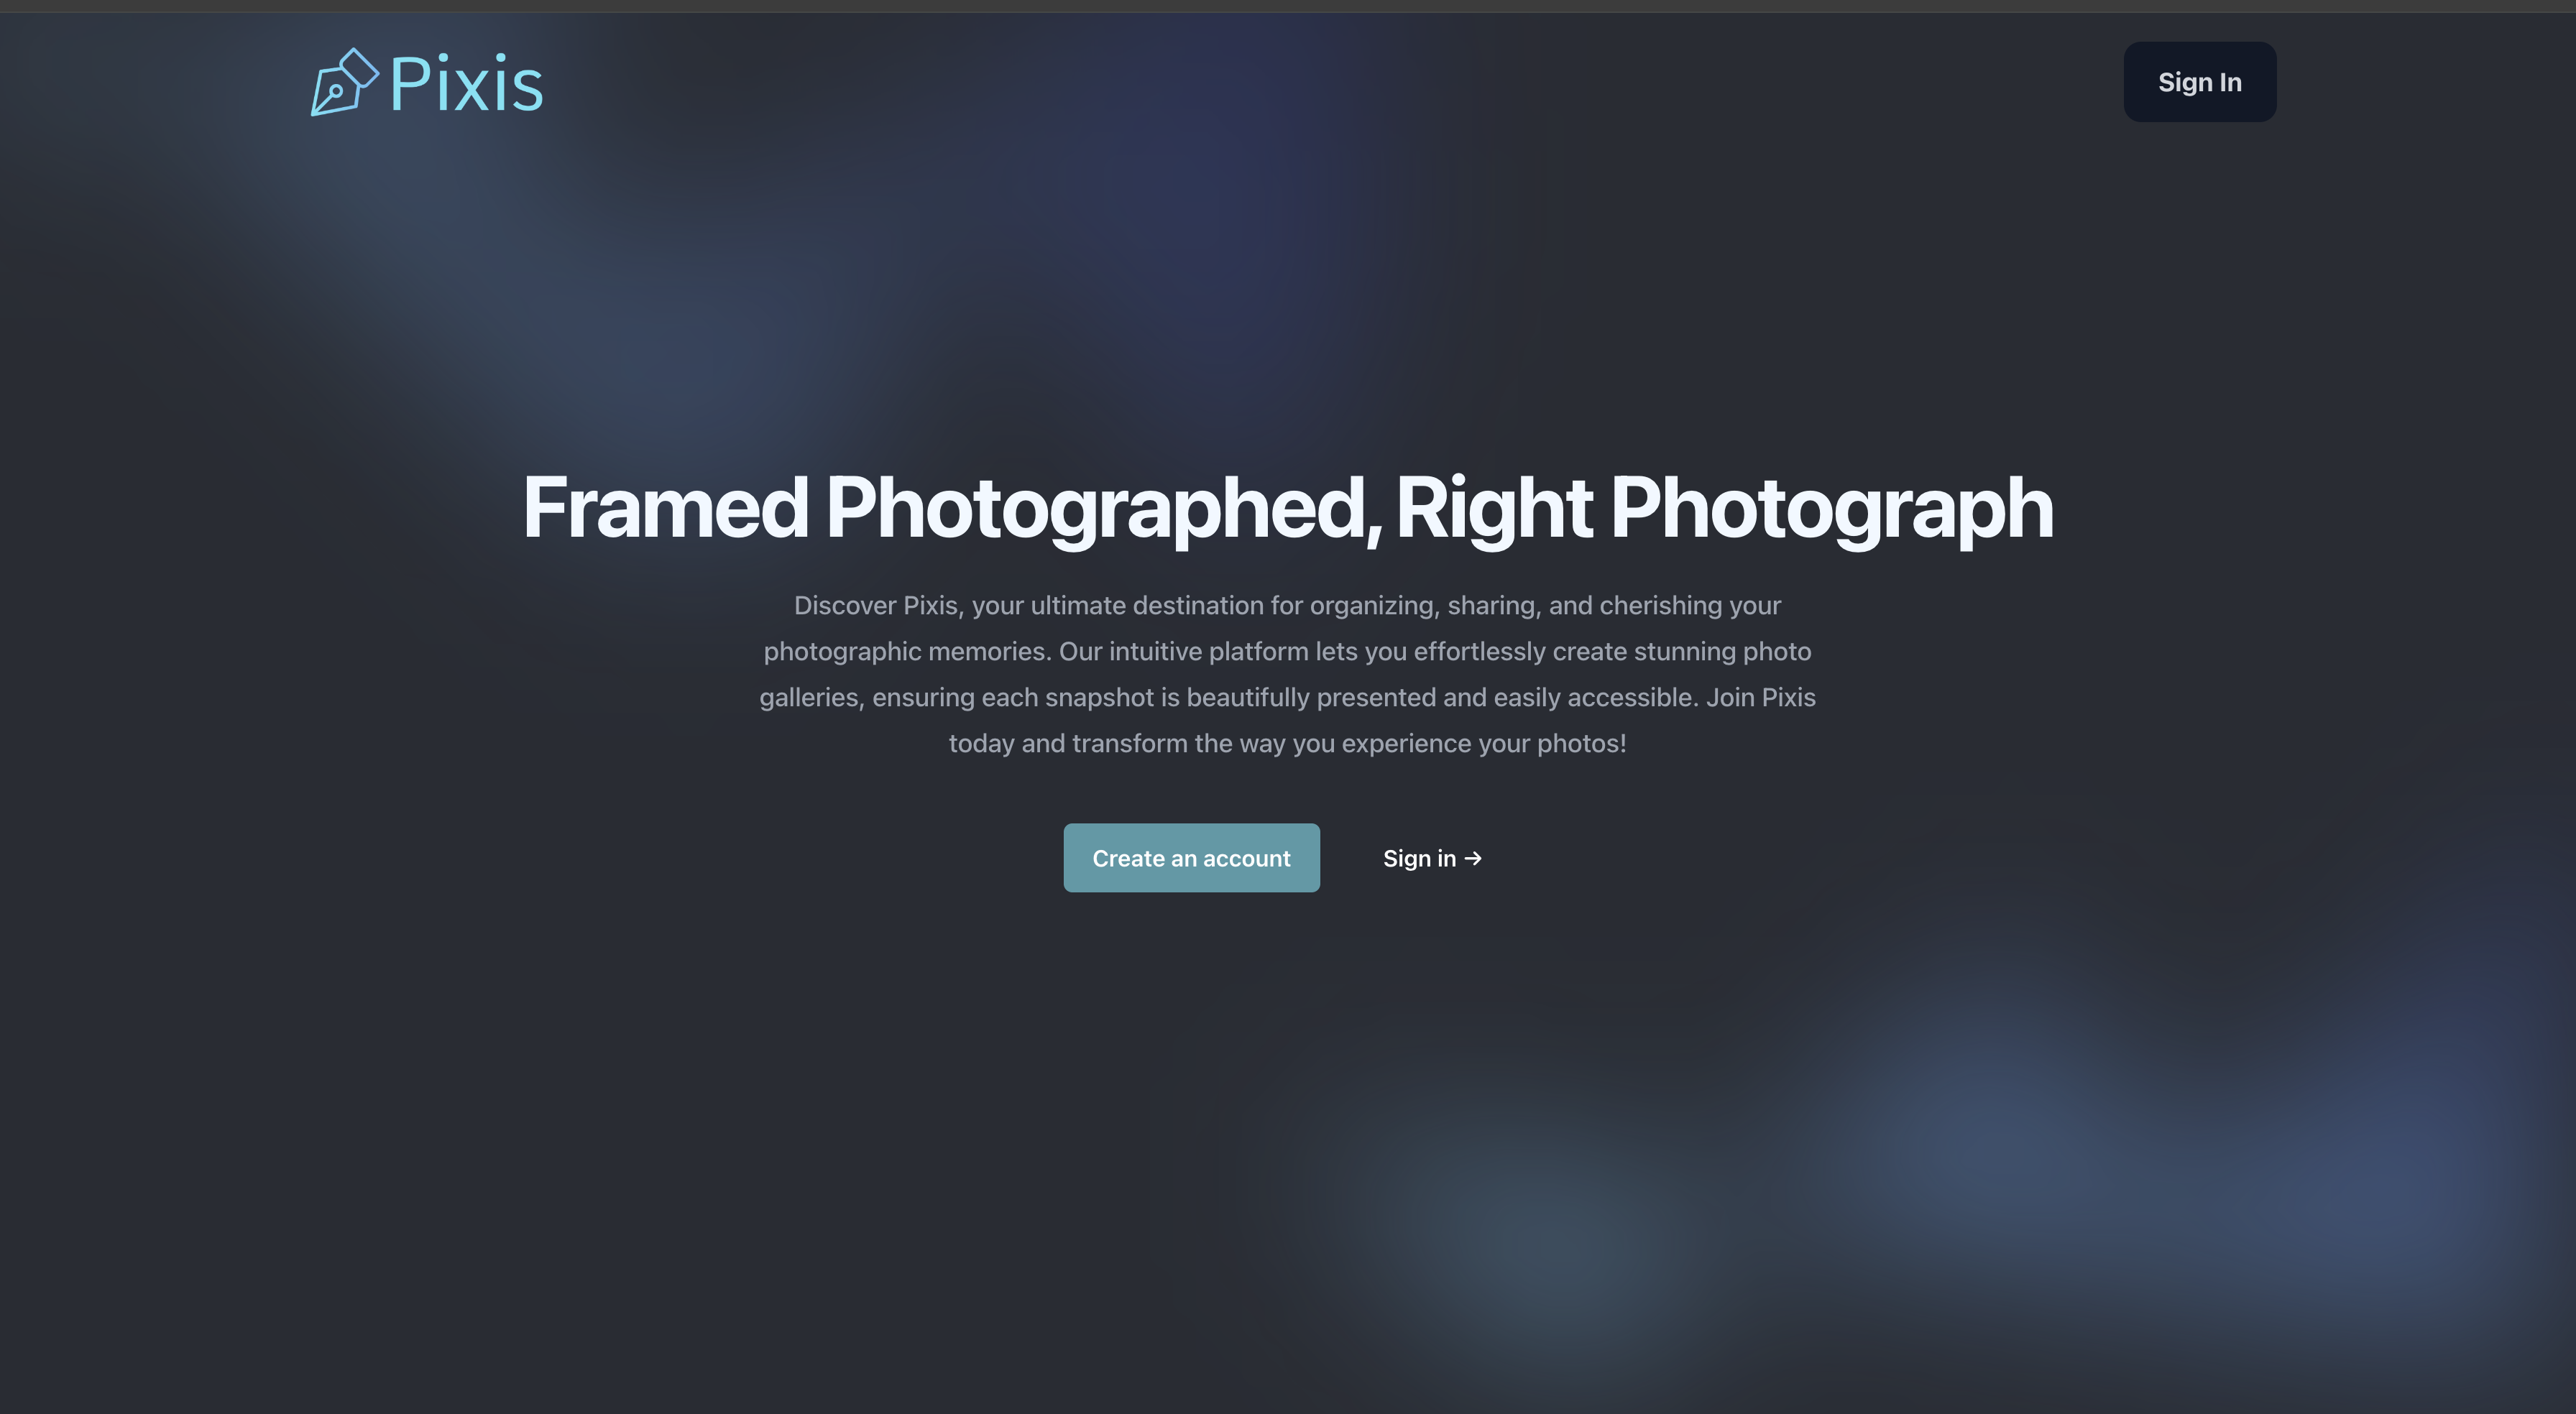 Pixis
Sign In
Framed Photographed, Right Photograph
Discover Pixis, your ultimate destination for organizing, sharing, and cherishing your
photographic memories. Our intuitive platform lets you effortlessly create stunning photo
galleries, ensuring each snapshot is beautifully presented and easily accessible. Join Pixis
today and transform the way you experience your photos!
Create an account
Sign in →